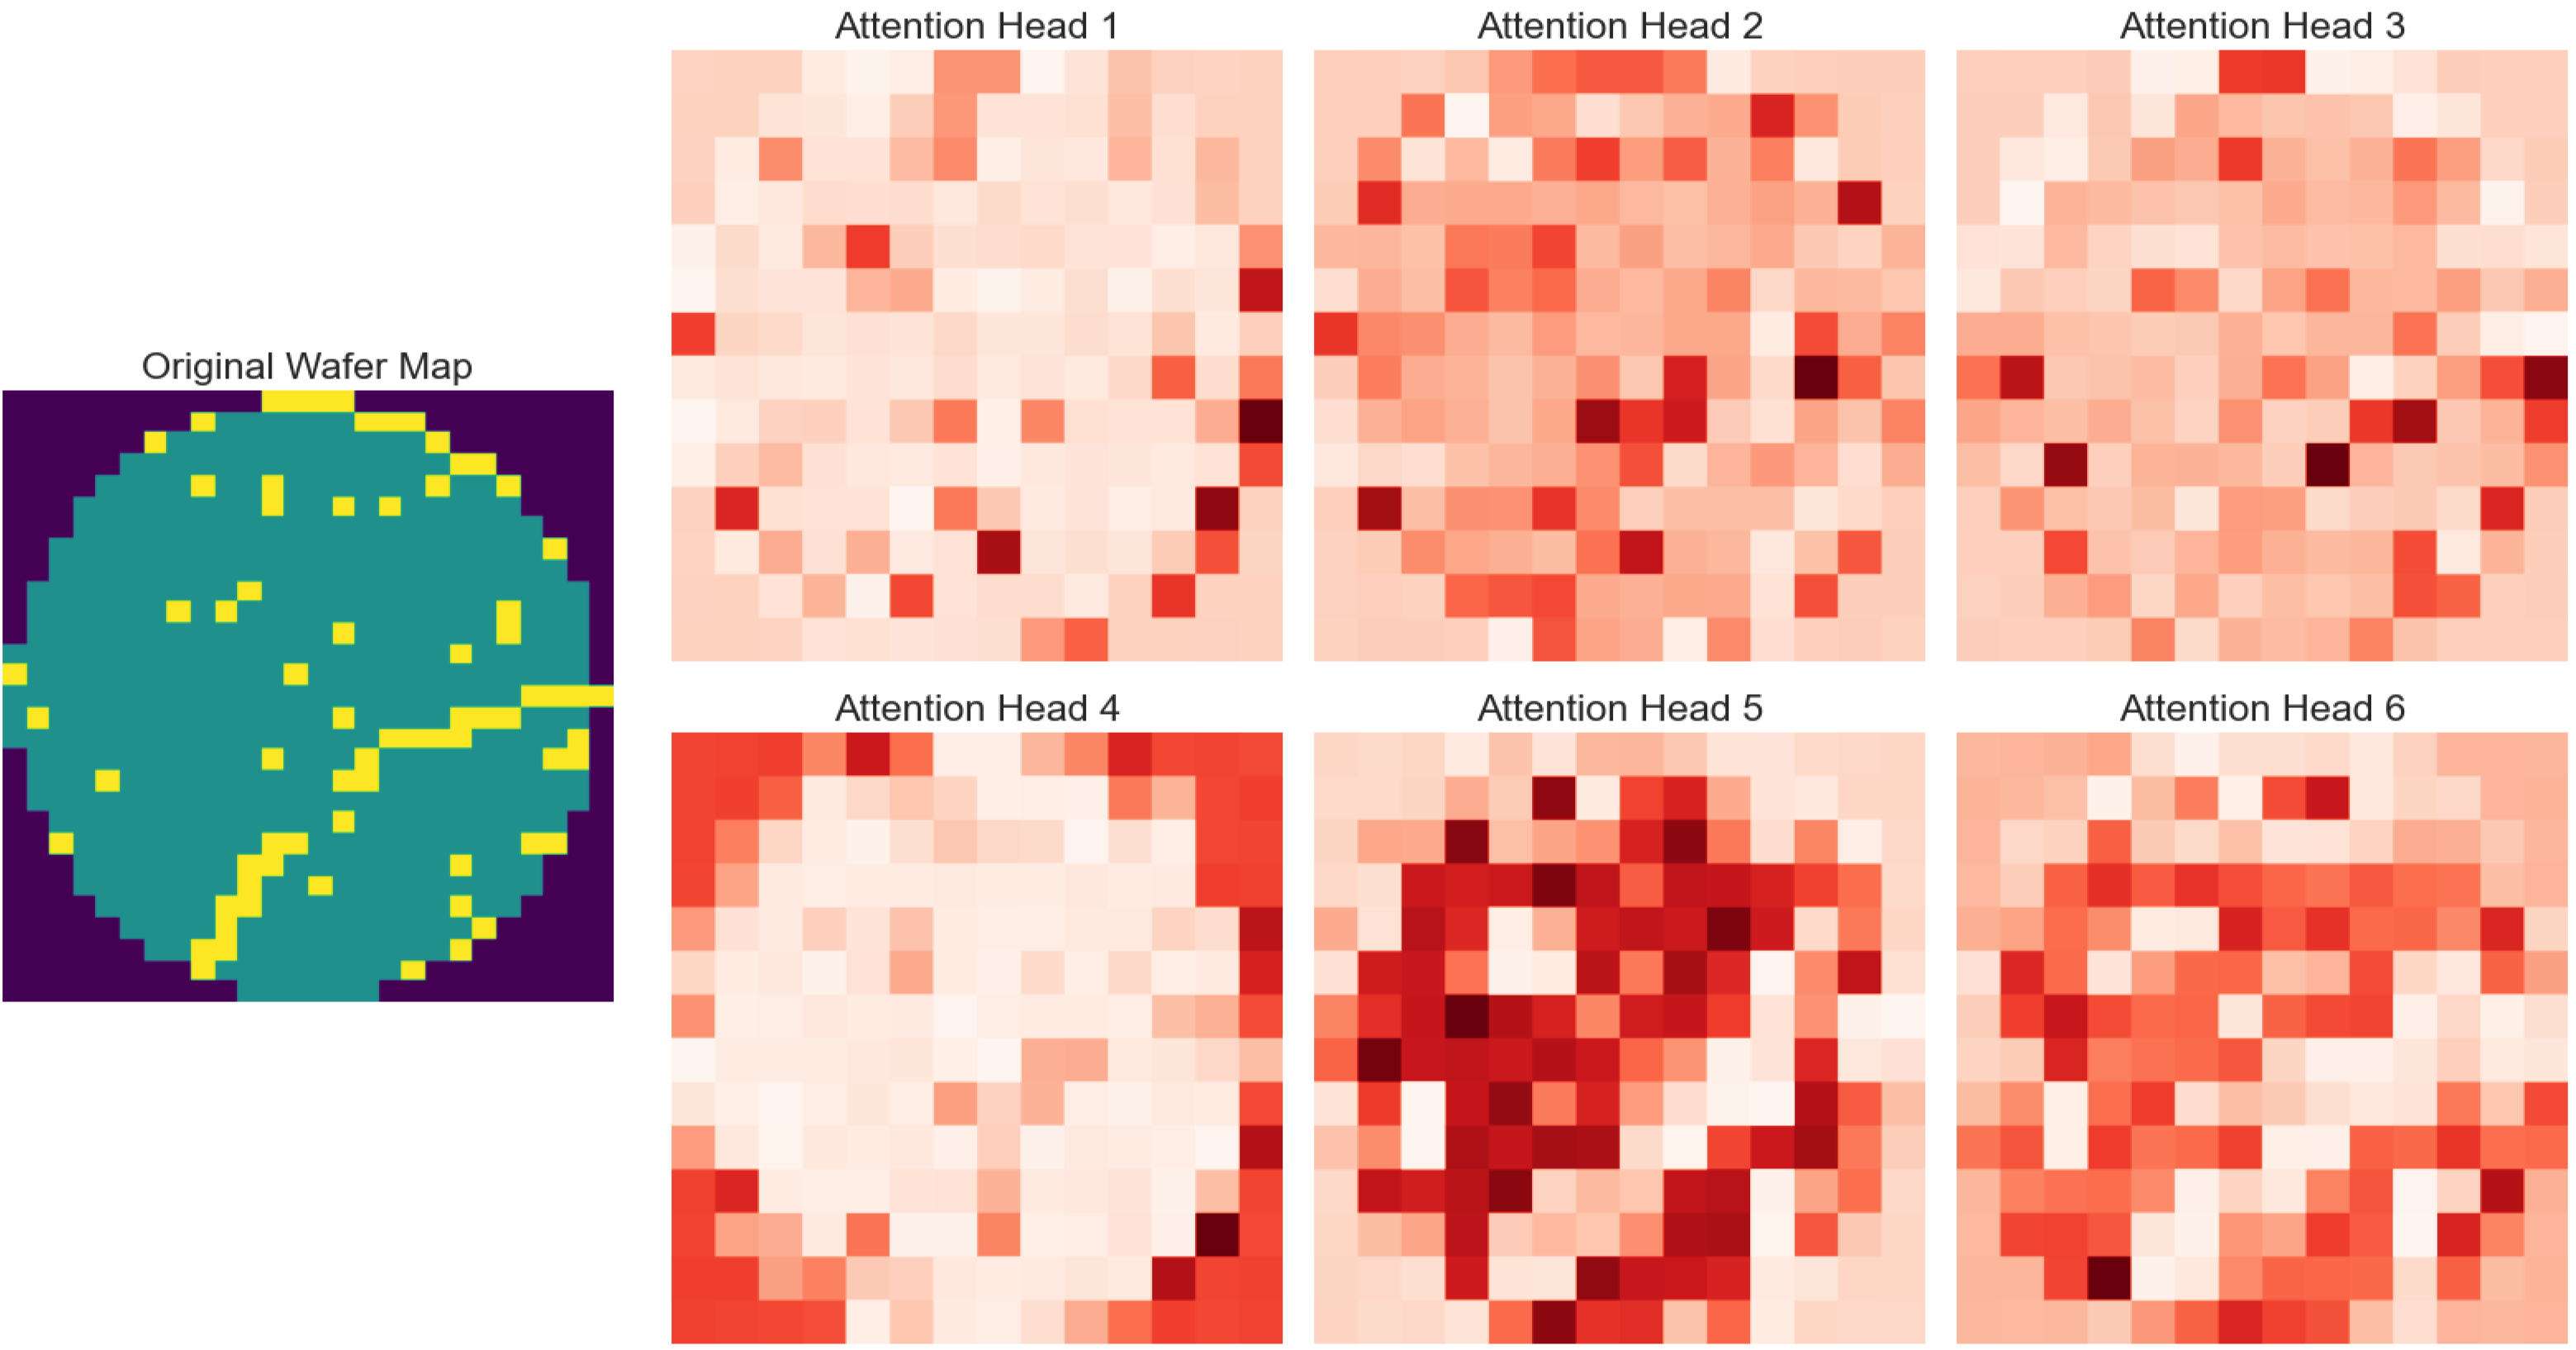 Attention Head 1
Attention Head 2
Attention Head 3
Original Wafer Map
Attention Head 4
Attention Head 5
Attention Head 6